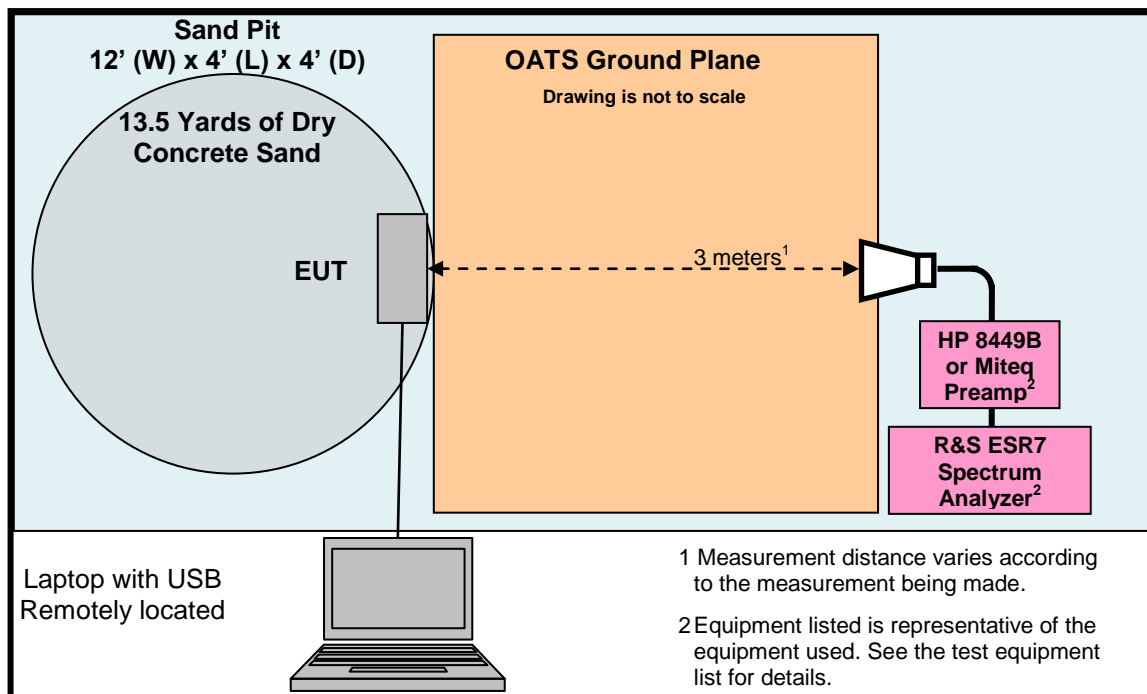 Sand Pit
12’ (W) x 4’ (L) x 4’ (D)
13.5 Yards of Dry
Concrete Sand
EUT
OATS Ground Plane
Drawing is not to scale
3 meters¹
HP 8449B
or Miteq
Preamp²
R&S ESR7
Spectrum
Analyzer²
Laptop with USB
Remotely located
1 Measurement distance varies according
to the measurement being made.
2 Equipment listed is representative of the
equipment used. See the test equipment
list for details.